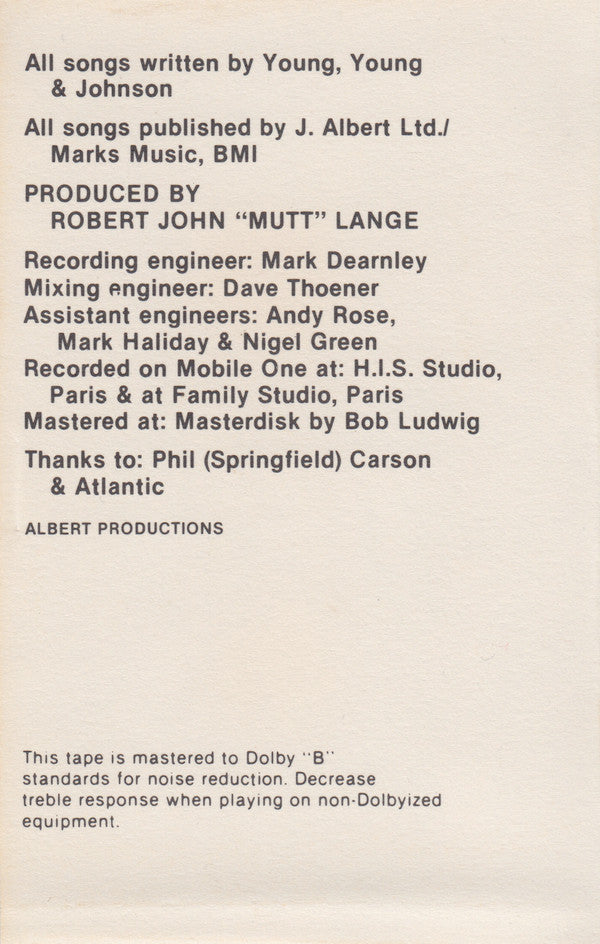 All songs written by Young, Young
& Johnson
All songs published by J. Albert Ltd./
Marks Music, BMI
PRODUCED BY
ROBERT JOHN “MUTT” LANGE
Recording engineer: Mark Dearnley
Mixing engineer: Dave Thoener
Assistant engineers: Andy Rose,
Mark Haliday & Nigel Green
Recorded on Mobile One at: H.I.S. Studio,
Paris & at Family Studio, Paris
Mastered at: Masterdisk by Bob Ludwig
Thanks to: Phil (Springfield) Carson
& Atlantic
ALBERT PRODUCTIONS
This tape is mastered to Dolby "B"
standards for noise reduction. Decrease
treble response when playing on non-Dolbyized
equipment.